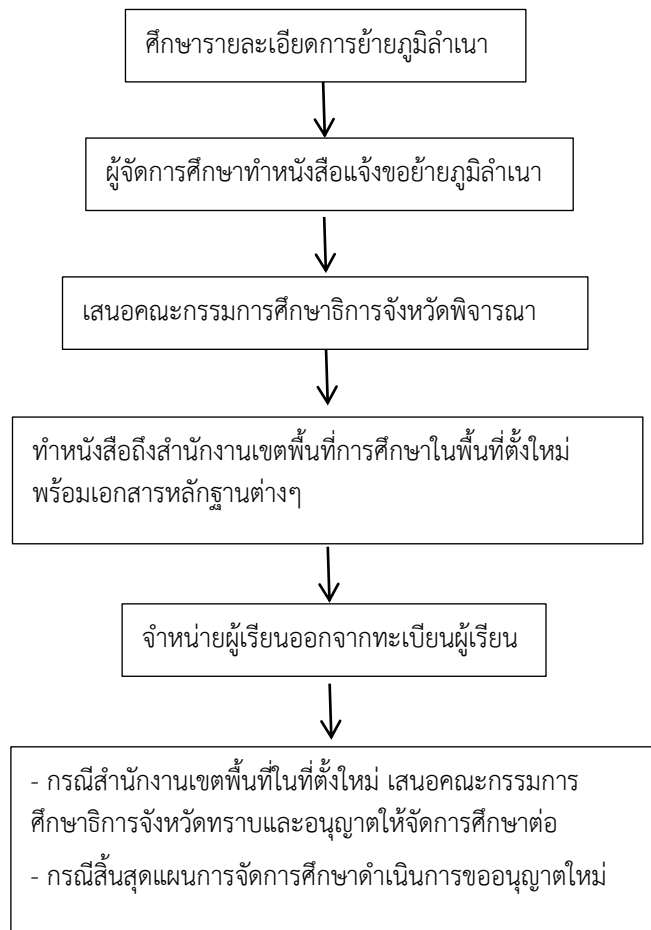 ศึกษารายละเอียดการย้ายภูมิลำเนา
ผู้จัดการศึกษาทำหนังสือแจ้งขอย้ายภูมิลำเนา
เสนอคณะกรรมการศึกษาธิการจังหวัดพิจารณา
ทำหนังสือถึงสำนักงานเขตพื้นที่การศึกษาในพื้นที่ตั้งใหม่
พร้อมเอกสารหลักฐานต่างๆ
จำหน่ายผู้เรียนออกจากทะเบียนผู้เรียน
- กรณีสำนักงานเขตพื้นที่ในที่ตั้งใหม่ เสนอคณะกรรมการ
ศึกษาธิการจังหวัดทราบและอนุญาตให้จัดการศึกษาต่อ
- กรณีสิ้นสุดแผนการจัดการศึกษาดำเนินการขออนุญาตใหม่